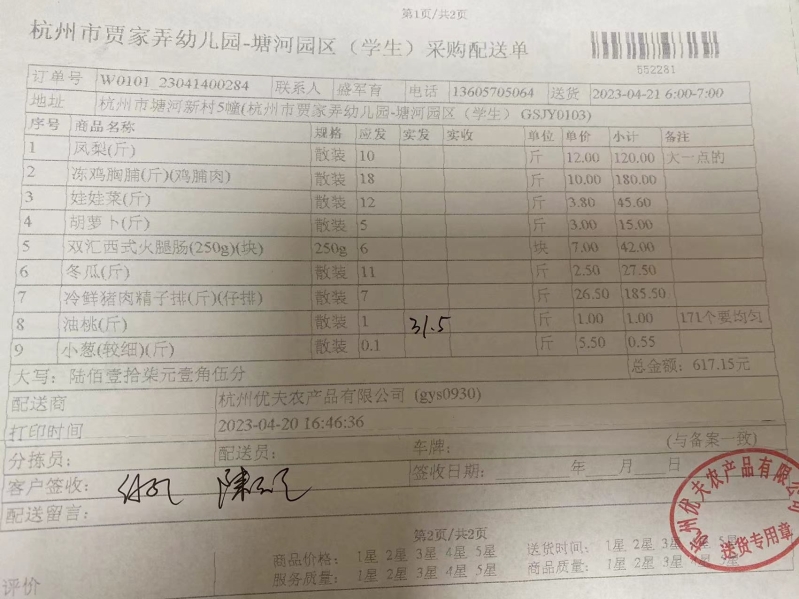 第1页/共2页
杭州市贾家弄幼儿园-塘河园区（学生）采购配送单
552281
订单号 W0101_23041400284 联系人 盛军育 电话 13605705064 送货 2023-04-21 6:00-7:00
地址 杭州市塘河新村5幢(杭州市贾家弄幼儿园-塘河园区（学生） GSJY0103)
序号 商品名称 规格 应发 实发 实收 单位 单价 小计 备注
1 凤梨(斤) 散装 10 斤 12.00 120.00 大一点的
2 冻鸡胸脯(斤)(鸡脯肉) 散装 18 斤 10.00 180.00
3 娃娃菜(斤) 散装 12 斤 3.80 45.60
4 胡萝卜(斤) 散装 5 斤 3.00 15.00
5 双汇西式火腿肠(250g)(块) 250g 6 块 7.00 42.00
6 冬瓜(斤) 散装 11 斤 2.50 27.50
7 冷鲜猪肉精子排(斤)(仔排) 散装 7 斤 26.50 185.50
8 油桃(斤) 散装 1 31.5 斤 1.00 1.00 171个要均匀
9 小葱(较细)(斤) 散装 0.1 斤 5.50 0.55
大写：陆佰壹拾柒元壹角伍分 总金额：617.15元
配送商 杭州优夫农产品有限公司 (gys0930)
打印时间 2023-04-20 16:46:36
分拣员： 配送员： 车牌： (与备案一致)
客户签收： 签收日期： 年 月 日
配送留言：
杭州优夫农产品有限公司
送货专用章
第2页/共2页
评价 商品价格： 1星 2星 3星 4星 5星 送货时间： 1星 2星 3星 4星 5星
服务质量： 1星 2星 3星 4星 5星 商品质量： 1星 2星 3星 4星 5星